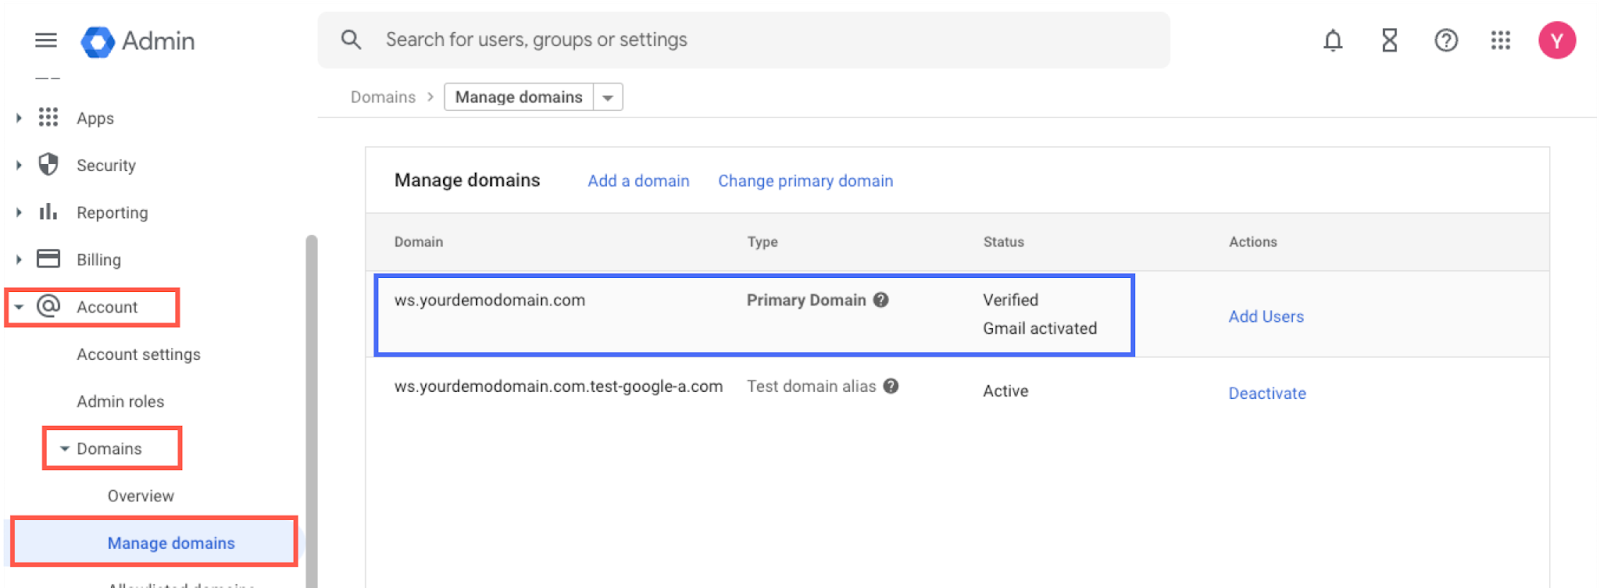 Admin
Search for users, groups or settings
Y
Apps
Security
Reporting
Billing
Account
Account settings
Admin roles
Domains
Overview
Manage domains
Domains > Manage domains
Manage domains Add a domain Change primary domain
Domain Type Status Actions
ws.yourdemodomain.com Primary Domain Verified
Gmail activated
Add Users
ws.yourdemodomain.com.test-google-a.com Test domain alias Active Deactivate